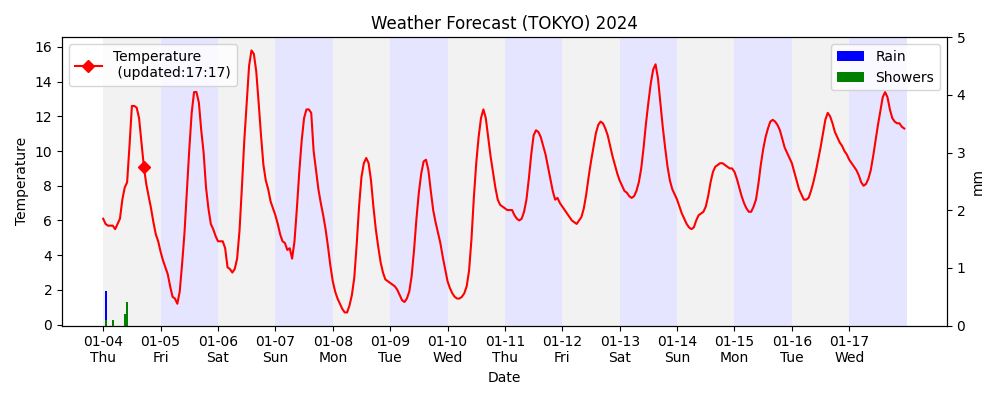 Weather Forecast (TOKYO) 2024
Temperature
(updated:17:17)
Rain
Showers
Temperature
16
14
12
10
8
6
4
2
0
5
4
3
2
1
0
mm
01-04 01-05 01-06 01-07 01-08 01-09 01-10 01-11 01-12 01-13 01-14 01-15 01-16 01-17
Thu Fri Sat Sun Mon Tue Wed Thu Fri Sat Sun Mon Tue Wed
Date